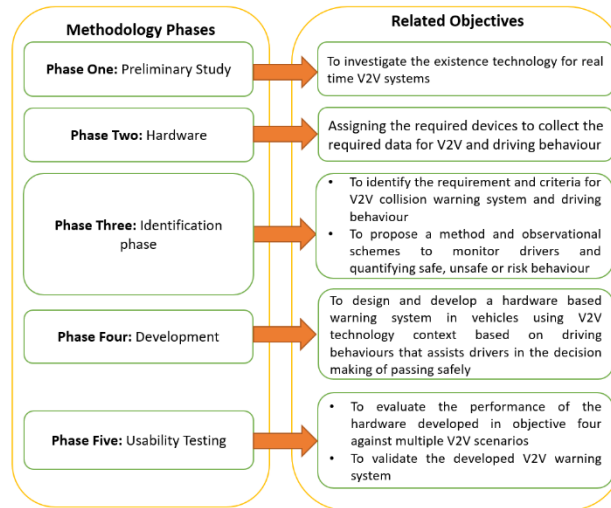 Methodology Phases
Related Objectives
Phase One: Preliminary Study
To investigate the existence technology for real
time V2V systems
Phase Two: Hardware
Assigning the required devices to collect the
required data for V2V and driving behaviour
Phase Three: Identification
phase
• To identify the requirement and criteria for
V2V collision warning system and driving
behaviour
• To propose a method and observational
schemes to monitor drivers and
quantifying safe, unsafe or risk behaviour
Phase Four: Development
To design and develop a hardware based
warning system in vehicles using V2V
technology context based on driving
behaviours that assists drivers in the decision
making of passing safely
Phase Five: Usability Testing
• To evaluate the performance of the
hardware developed in objective four
against multiple V2V scenarios
• To validate the developed V2V warning
system